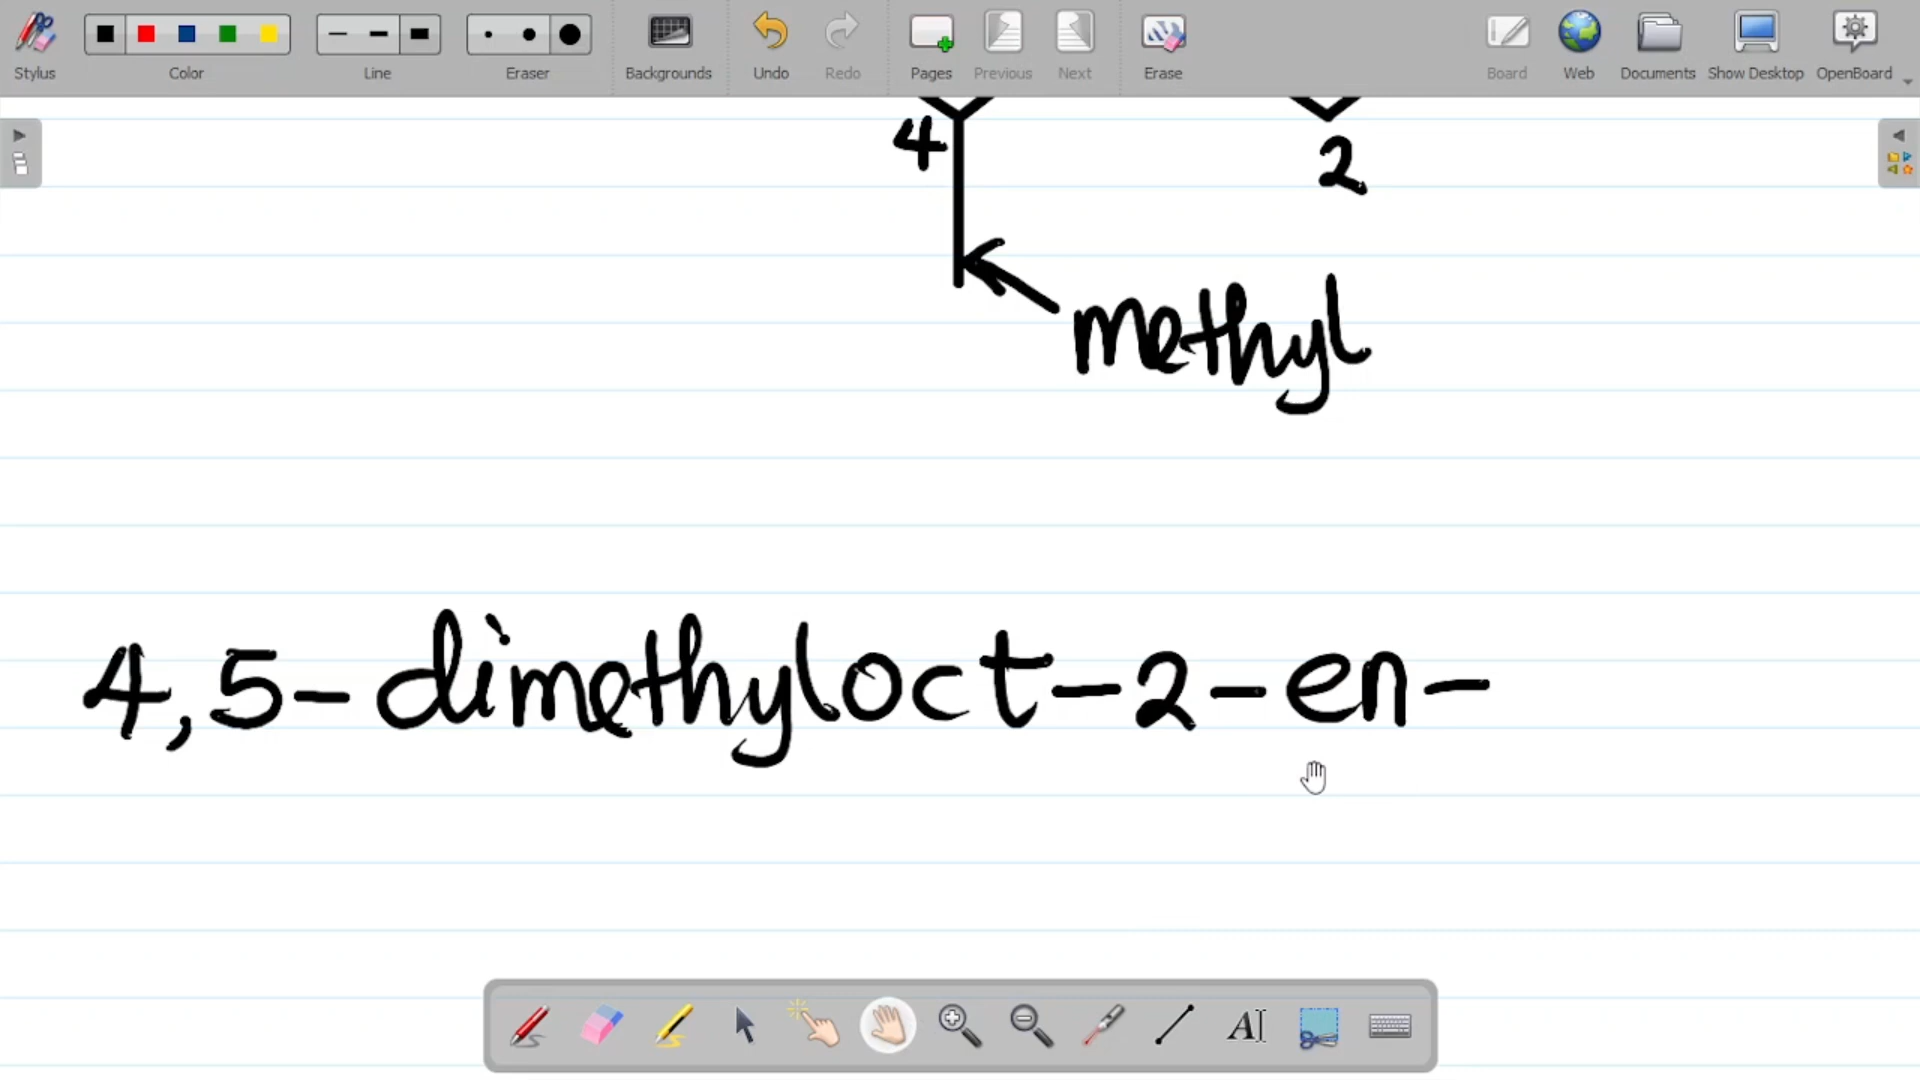 Stylus Color Line Eraser Backgrounds Undo Redo Pages Previous Next Erase Board Web Documents Show Desktop OpenBoard
4 2
methyl
4,5-dimethyloct-2-en-